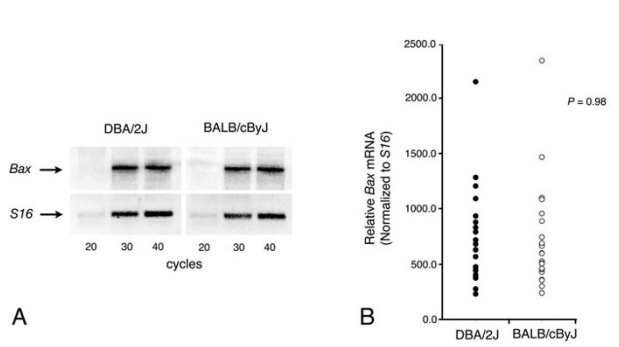 DBA/2J BALB/cByJ
Bax
S16
20 30 40 20 30 40
cycles
A
2500.0
2000.0
1500.0
1000.0
500.0
0.0
Relative Bax mRNA
(Normalized to S16)
P = 0.98
DBA/2J BALB/cByJ
B